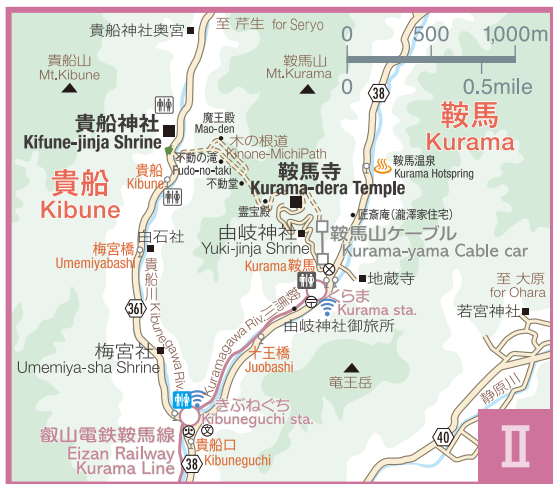 貴船神社奥宮
至 芹生 for Seryo
0 500 1,000m
0 0.5mile
貴船山
Mt.Kibune
鞍馬山
Mt.Kurama
38
鞍馬
Kurama
魔王殿
Mao-den
貴船神社
Kifune-jinja Shrine
木の根道
Kinone-MichiPath
不動の滝
Fudo-no-taki
鞍馬温泉
Kurama Hotspring
貴船
Kibune
貴船
Kibune
不動堂
鞍馬寺
Kurama-dera Temple
霊宝殿
匠斎庵(瀧澤家住宅)
白石社
由岐神社
Yuki-jinja Shrine
鞍馬山ケーブル
Kurama-yama Cable car
梅宮橋
Umemiyabashi
Kurama鞍馬
地蔵寺
至 大原
for Ohara
貴船川 Kibunegawa Riv.
36
鞍馬川
Kuramagawa Riv.
くらま
Kurama sta.
由岐神社御旅所
若宮神社
梅宮社
Umemiya-sha Shrine
十王橋
Juobashi
竜王岳
静原川
きぶねぐち
Kibuneguchi sta.
叡山電鉄鞍馬線
Eizan Railway
Kurama Line
貴船口
Kibuneguchi
38
40
II